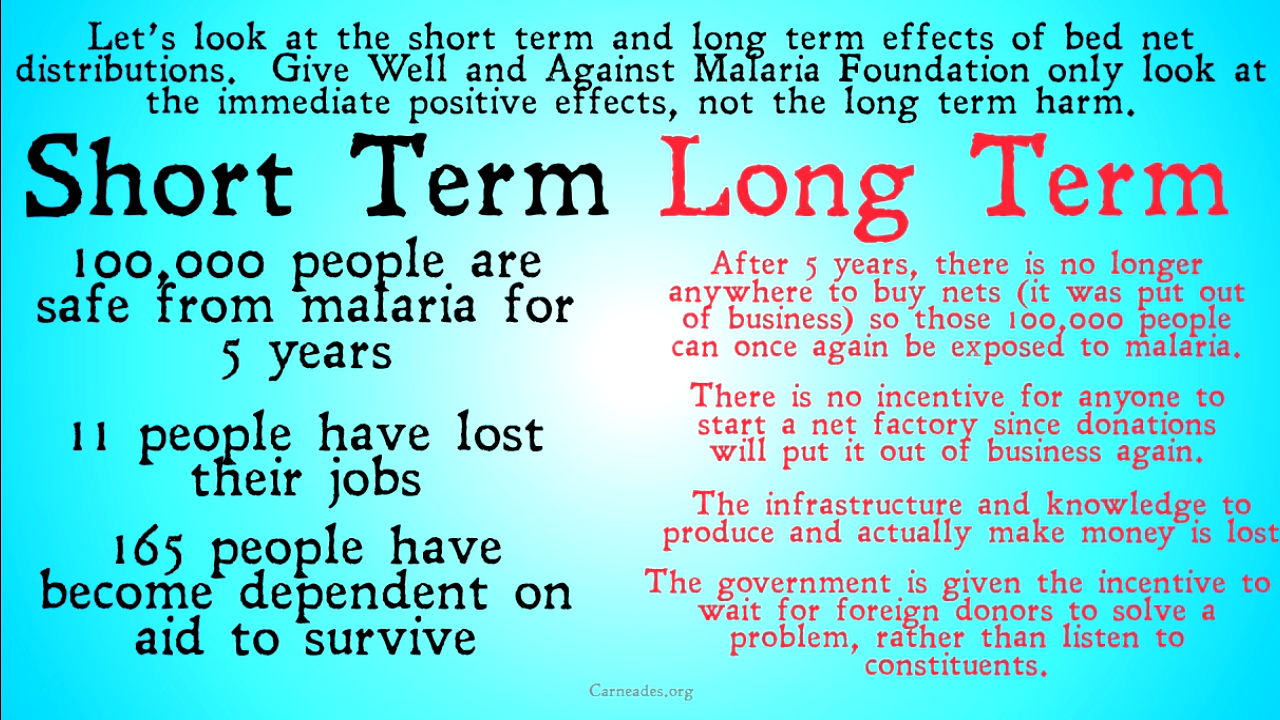 Let's look at the short term and long term effects of bed net
distributions. Give Well and Against Malaria Foundation only look at
the immediate positive effects, not the long term harm.
Short Term
100,000 people are
safe from malaria for
5 years
11 people have lost
their jobs
165 people have
become dependent on
aid to survive
Long Term
After 5 years, there is no longer
anywhere to buy nets (it was put out
of business) so those 100,000 people
can once again be exposed to malaria.
There is no incentive for anyone to
start a net factory since donations
will put it out of business again.
The infrastructure and knowledge to
produce and actually make money is lost
The government is given the incentive to
wait for foreign donors to solve a
problem, rather than listen to
constituents.
Carneades.org